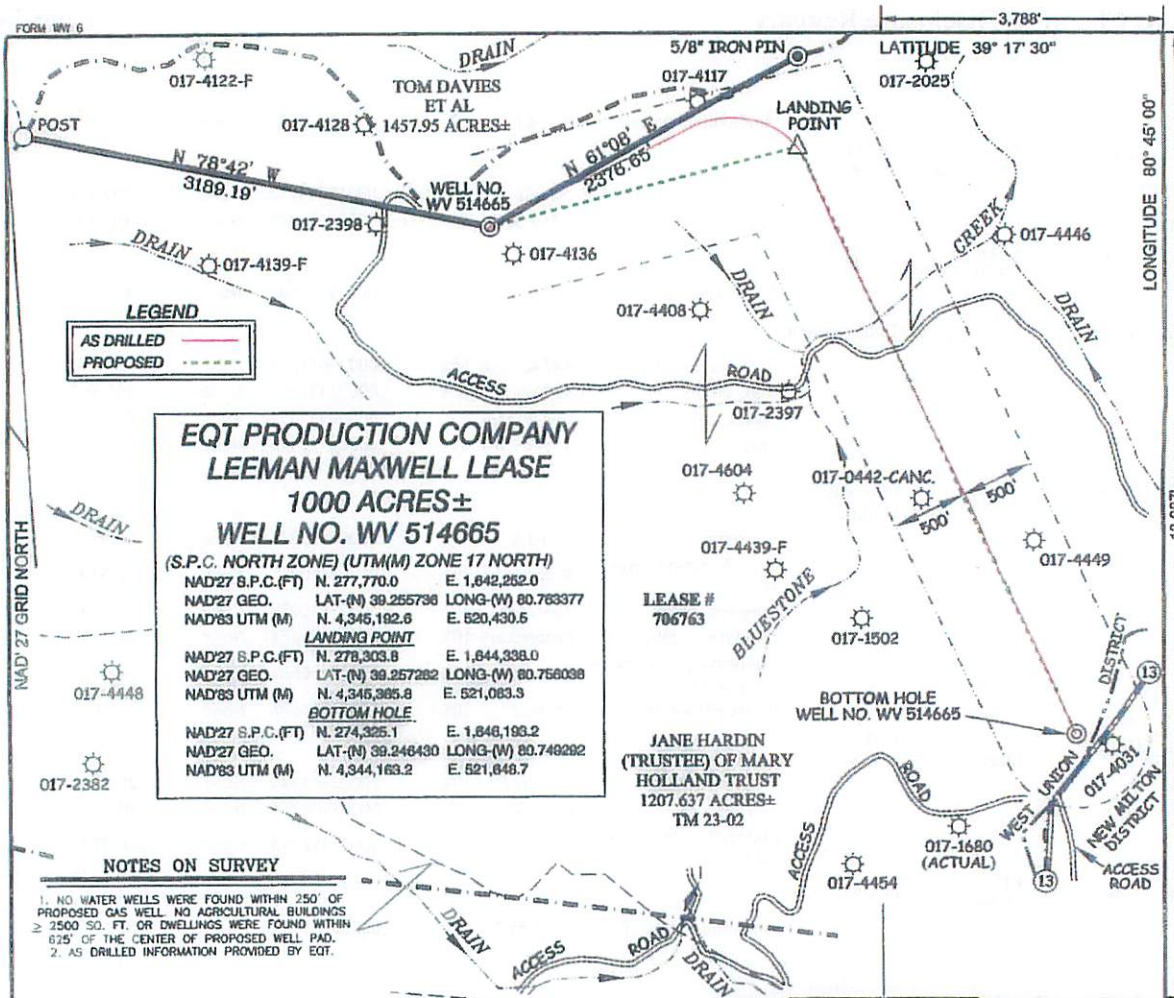 FORM WW 6
3,788'
LATITUDE 39° 17' 30"
5/8" IRON PIN
DRAIN
017-4122-F
TOM DAVIES
ET AL
1457.95 ACRES±
017-4117
017-2025
LANDING
POINT
POST
017-4128
N 78°42' W
3189.19'
WELL NO.
WV 514665
N 61°08' E
2376.65
LONGITUDE 80° 45' 00"
017-2398
DRAIN
017-4139-F
017-4136
DRAIN
CREEK
017-4446
DRAIN
LEGEND
AS DRILLED
PROPOSED
017-4408
ACCESS
ROAD
017-2397
EQT PRODUCTION COMPANY
LEEMAN MAXWELL LEASE
1000 ACRES±
WELL NO. WV 514665
(S.P.C. NORTH ZONE) (UTM(M) ZONE 17 NORTH)
NAD'27 S.P.C.(FT) N. 277,770.0 E. 1,642,252.0
NAD'27 GEO. LAT-(N) 39.255736 LONG-(W) 80.763377
NAD'83 UTM (M) N. 4,345,192.6 E. 520,430.5
LANDING POINT
NAD'27 S.P.C.(FT) N. 278,303.8 E. 1,644,338.0
NAD'27 GEO. LAT-(N) 39.257282 LONG-(W) 80.756038
NAD'83 UTM (M) N. 4,345,365.8 E. 521,063.3
BOTTOM HOLE
NAD'27 S.P.C.(FT) N. 274,325.1 E. 1,646,193.2
NAD'27 GEO. LAT-(N) 39.246430 LONG-(W) 80.749292
NAD'83 UTM (M) N. 4,344,163.2 E. 521,648.7
017-4604
017-0442-CANC.
500'
500'
DRAIN
017-4439-F
017-4449
NAD' 27 GRID NORTH
LEASE #
706763
BLUESTONE
017-1502
017-4448
DISTRICT
13
BOTTOM HOLE
WELL NO. WV 514665
017-2382
JANE HARDIN
(TRUSTEE) OF MARY
HOLLAND TRUST
1207.637 ACRES±
TM 23-02
ROAD
WEST UNION
017-4031
NEW MILTON
DISTRICT
017-1680
(ACTUAL)
ACCESS
017-4454
13
ACCESS
ROAD
NOTES ON SURVEY
1. NO WATER WELLS WERE FOUND WITHIN 250' OF
PROPOSED GAS WELL. NO AGRICULTURAL BUILDINGS
≥ 2500 SQ. FT. OR DWELLINGS WERE FOUND WITHIN
625' OF THE CENTER OF PROPOSED WELL PAD.
2. AS DRILLED INFORMATION PROVIDED BY EQT.
DRAIN
ACCESS
ROAD
DRAIN